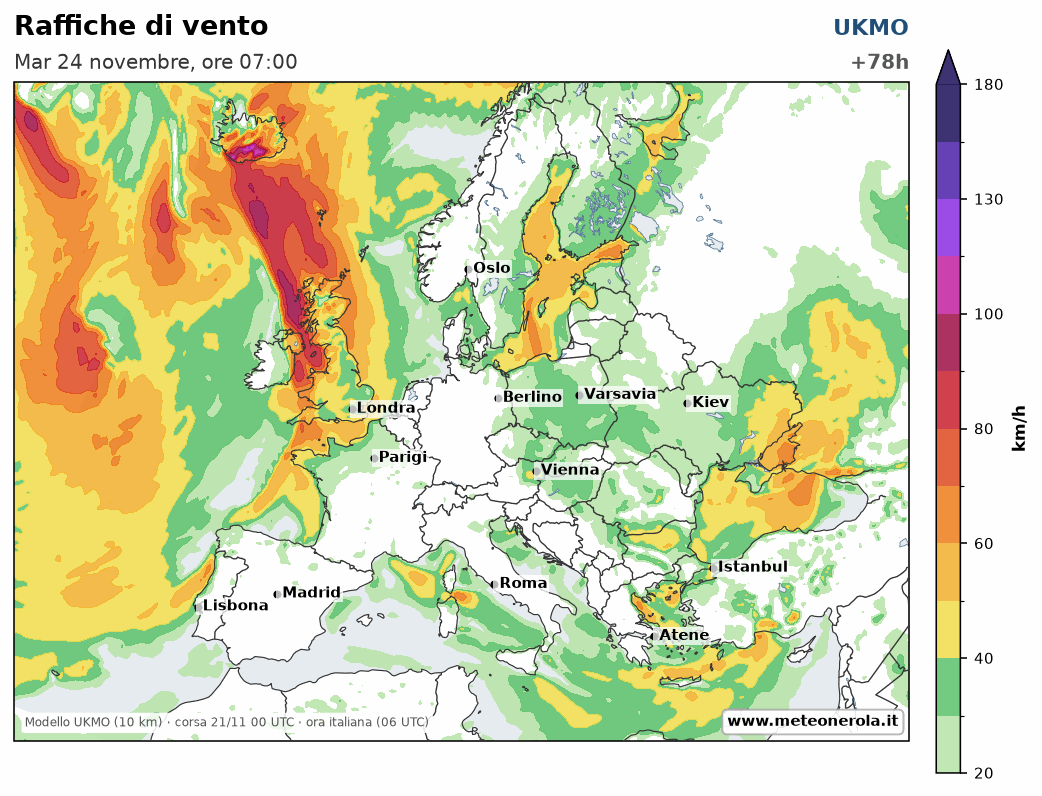 Raffiche di vento
UKMO
Mar 24 novembre, ore 07:00
+78h
180
130
100
80
60
40
20
km/h
Oslo
Londra
Berlino
Varsavia
Kiev
Parigi
Vienna
Istanbul
Roma
Madrid
Lisbona
Atene
Modello UKMO (10 km) · corsa 21/11 00 UTC · ora italiana (06 UTC)
www.meteonerola.it